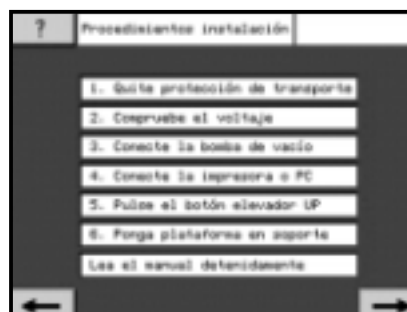 ?
Procedimientos instalación
1. Quite protección de transporte
2. Compruebe el voltaje
3. Conecte la bomba de vacío
4. Conecte la impresora o PC
5. Pulse el botón elevador UP
6. Ponga plataforma en soporte
Lea el manual detenidamente